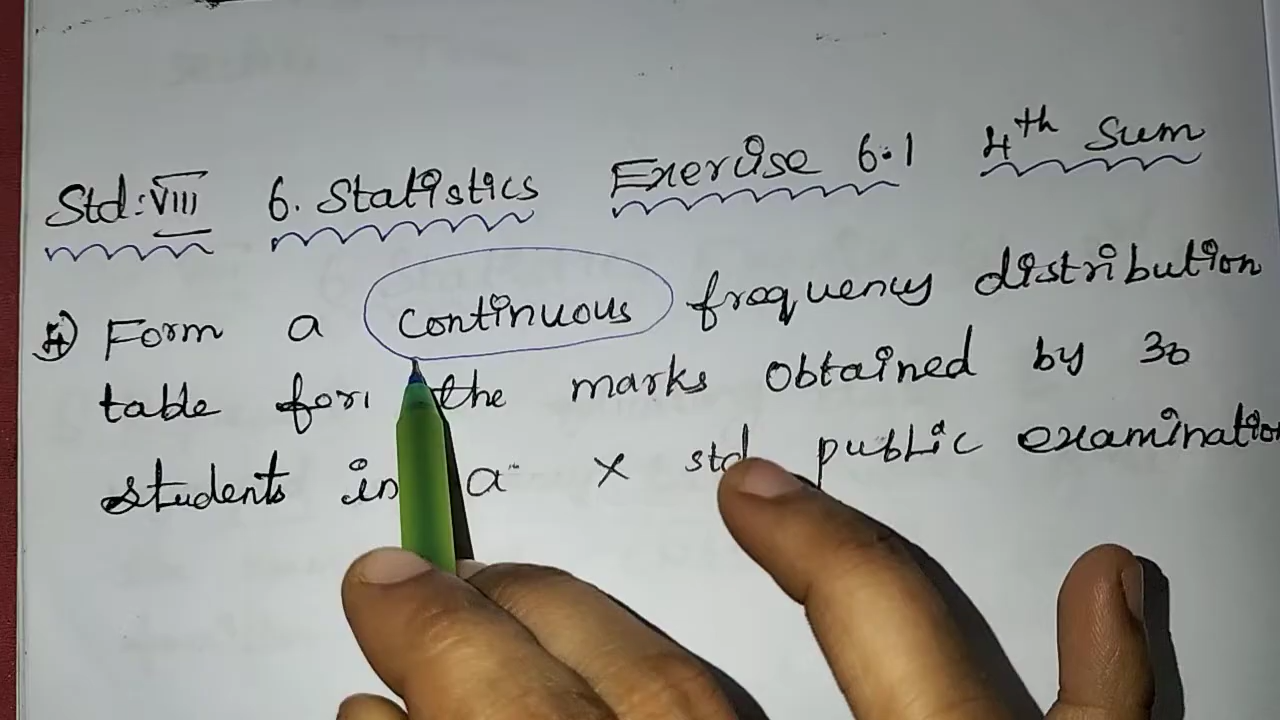 Std: VIII 6. Statistics Exercise 6.1 4th Sum
4) Form a continuous frequency distribution
table for the marks obtained by 30
students in a X std public examination